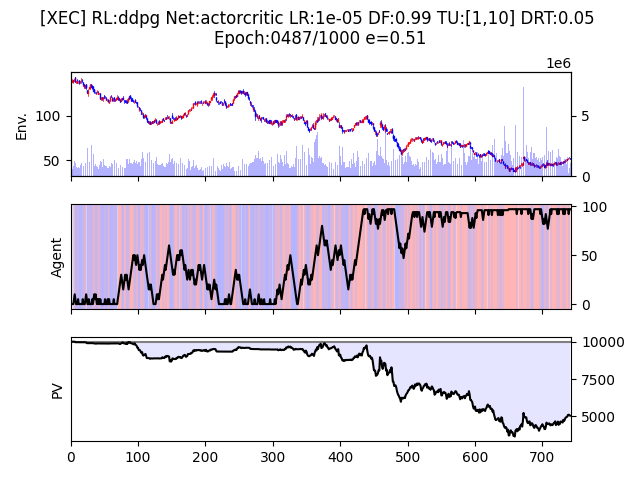 [XEC] RL:ddpg Net:actorcritic LR:1e-05 DF:0.99 TU:[1,10] DRT:0.05
Epoch:0487/1000 e=0.51
1e6
Env.
100
50
5
0
Agent
100
50
0
PV
10000
7500
5000
0 100 200 300 400 500 600 700